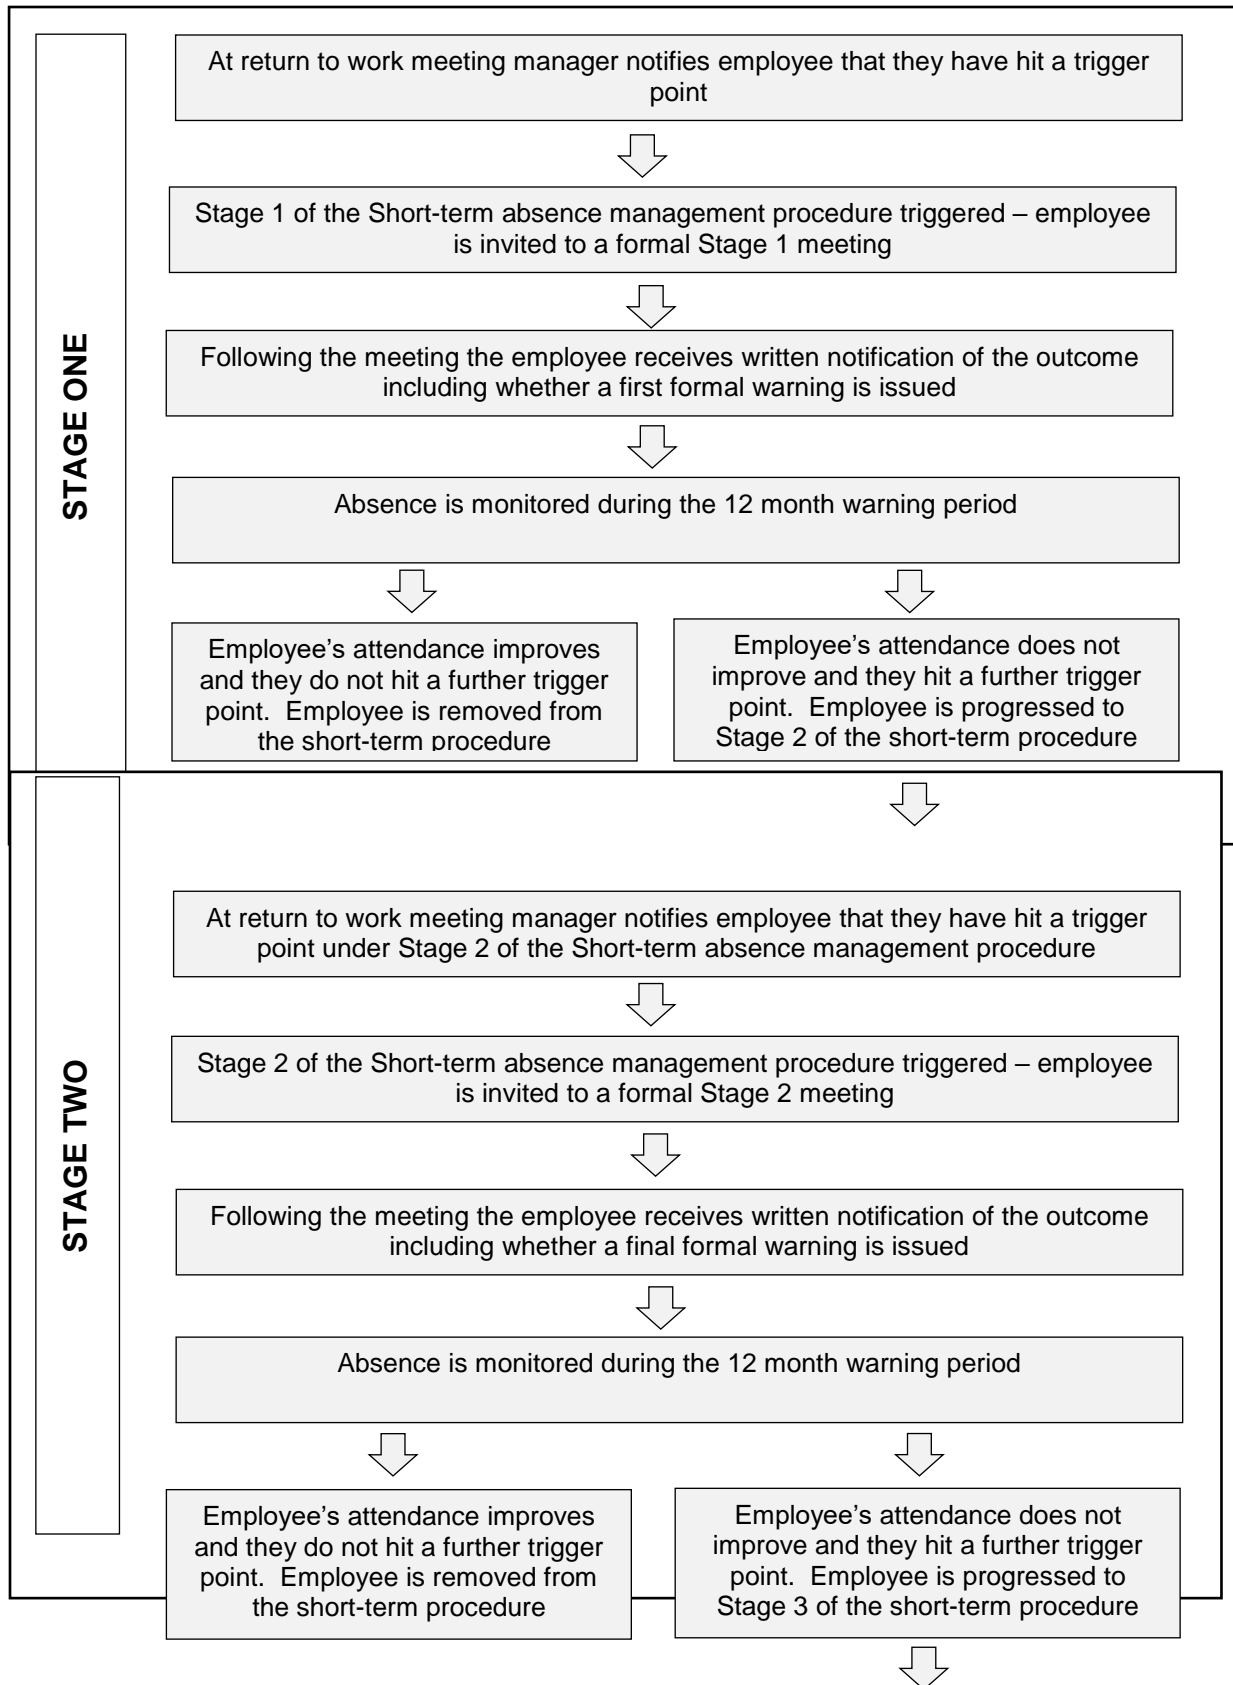 STAGE ONE
At return to work meeting manager notifies employee that they have hit a trigger
point
Stage 1 of the Short-term absence management procedure triggered – employee
is invited to a formal Stage 1 meeting
Following the meeting the employee receives written notification of the outcome
including whether a first formal warning is issued
Absence is monitored during the 12 month warning period
Employee’s attendance improves
and they do not hit a further trigger
point.  Employee is removed from
the short-term procedure
Employee’s attendance does not
improve and they hit a further trigger
point.  Employee is progressed to
Stage 2 of the short-term procedure
STAGE TWO
At return to work meeting manager notifies employee that they have hit a trigger
point under Stage 2 of the Short-term absence management procedure
Stage 2 of the Short-term absence management procedure triggered – employee
is invited to a formal Stage 2 meeting
Following the meeting the employee receives written notification of the outcome
including whether a final formal warning is issued
Absence is monitored during the 12 month warning period
Employee’s attendance improves
and they do not hit a further trigger
point.  Employee is removed from
the short-term procedure
Employee’s attendance does not
improve and they hit a further trigger
point.  Employee is progressed to
Stage 3 of the short-term procedure